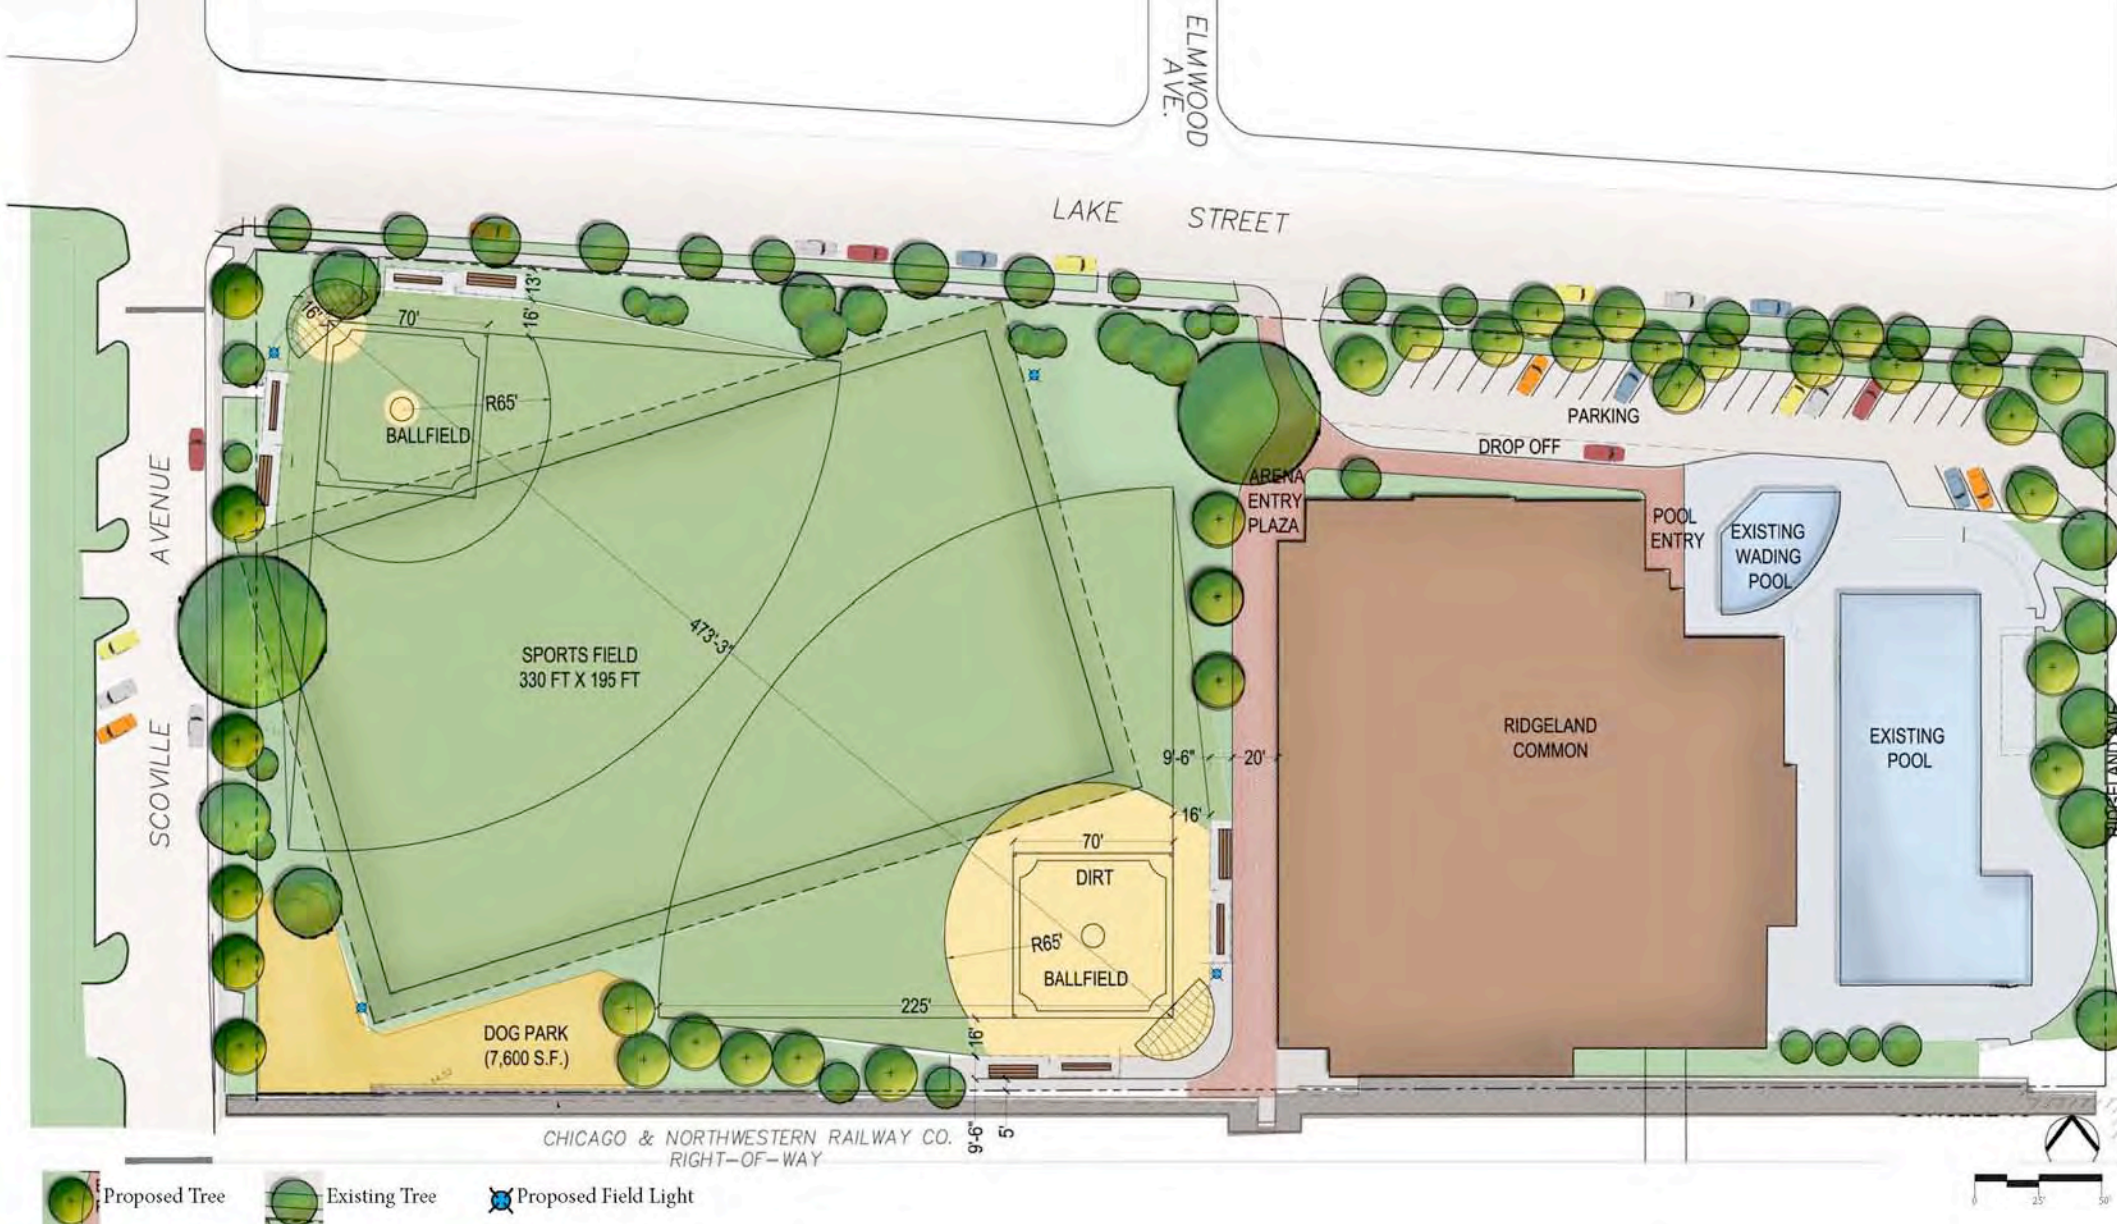 ELMWOOD
AVE.
LAKE STREET
16'
70'
13'
16'
R65'
BALLFIELD
PARKING
DROP OFF
ARENA
ENTRY
PLAZA
POOL
ENTRY
EXISTING
WADING
POOL
SCOVILLE AVENUE
473'-3"
SPORTS FIELD
330 FT X 195 FT
RIDGELAND
COMMON
EXISTING
POOL
RIDGELAND AVE
9'-6"
20'
16'
70'
DIRT
R65'
BALLFIELD
225'
16'
DOG PARK
(7,600 S.F.)
9'-6"
5'
CHICAGO & NORTHWESTERN RAILWAY CO.
RIGHT-OF-WAY
Proposed Tree
Existing Tree
Proposed Field Light
0 25' 50'